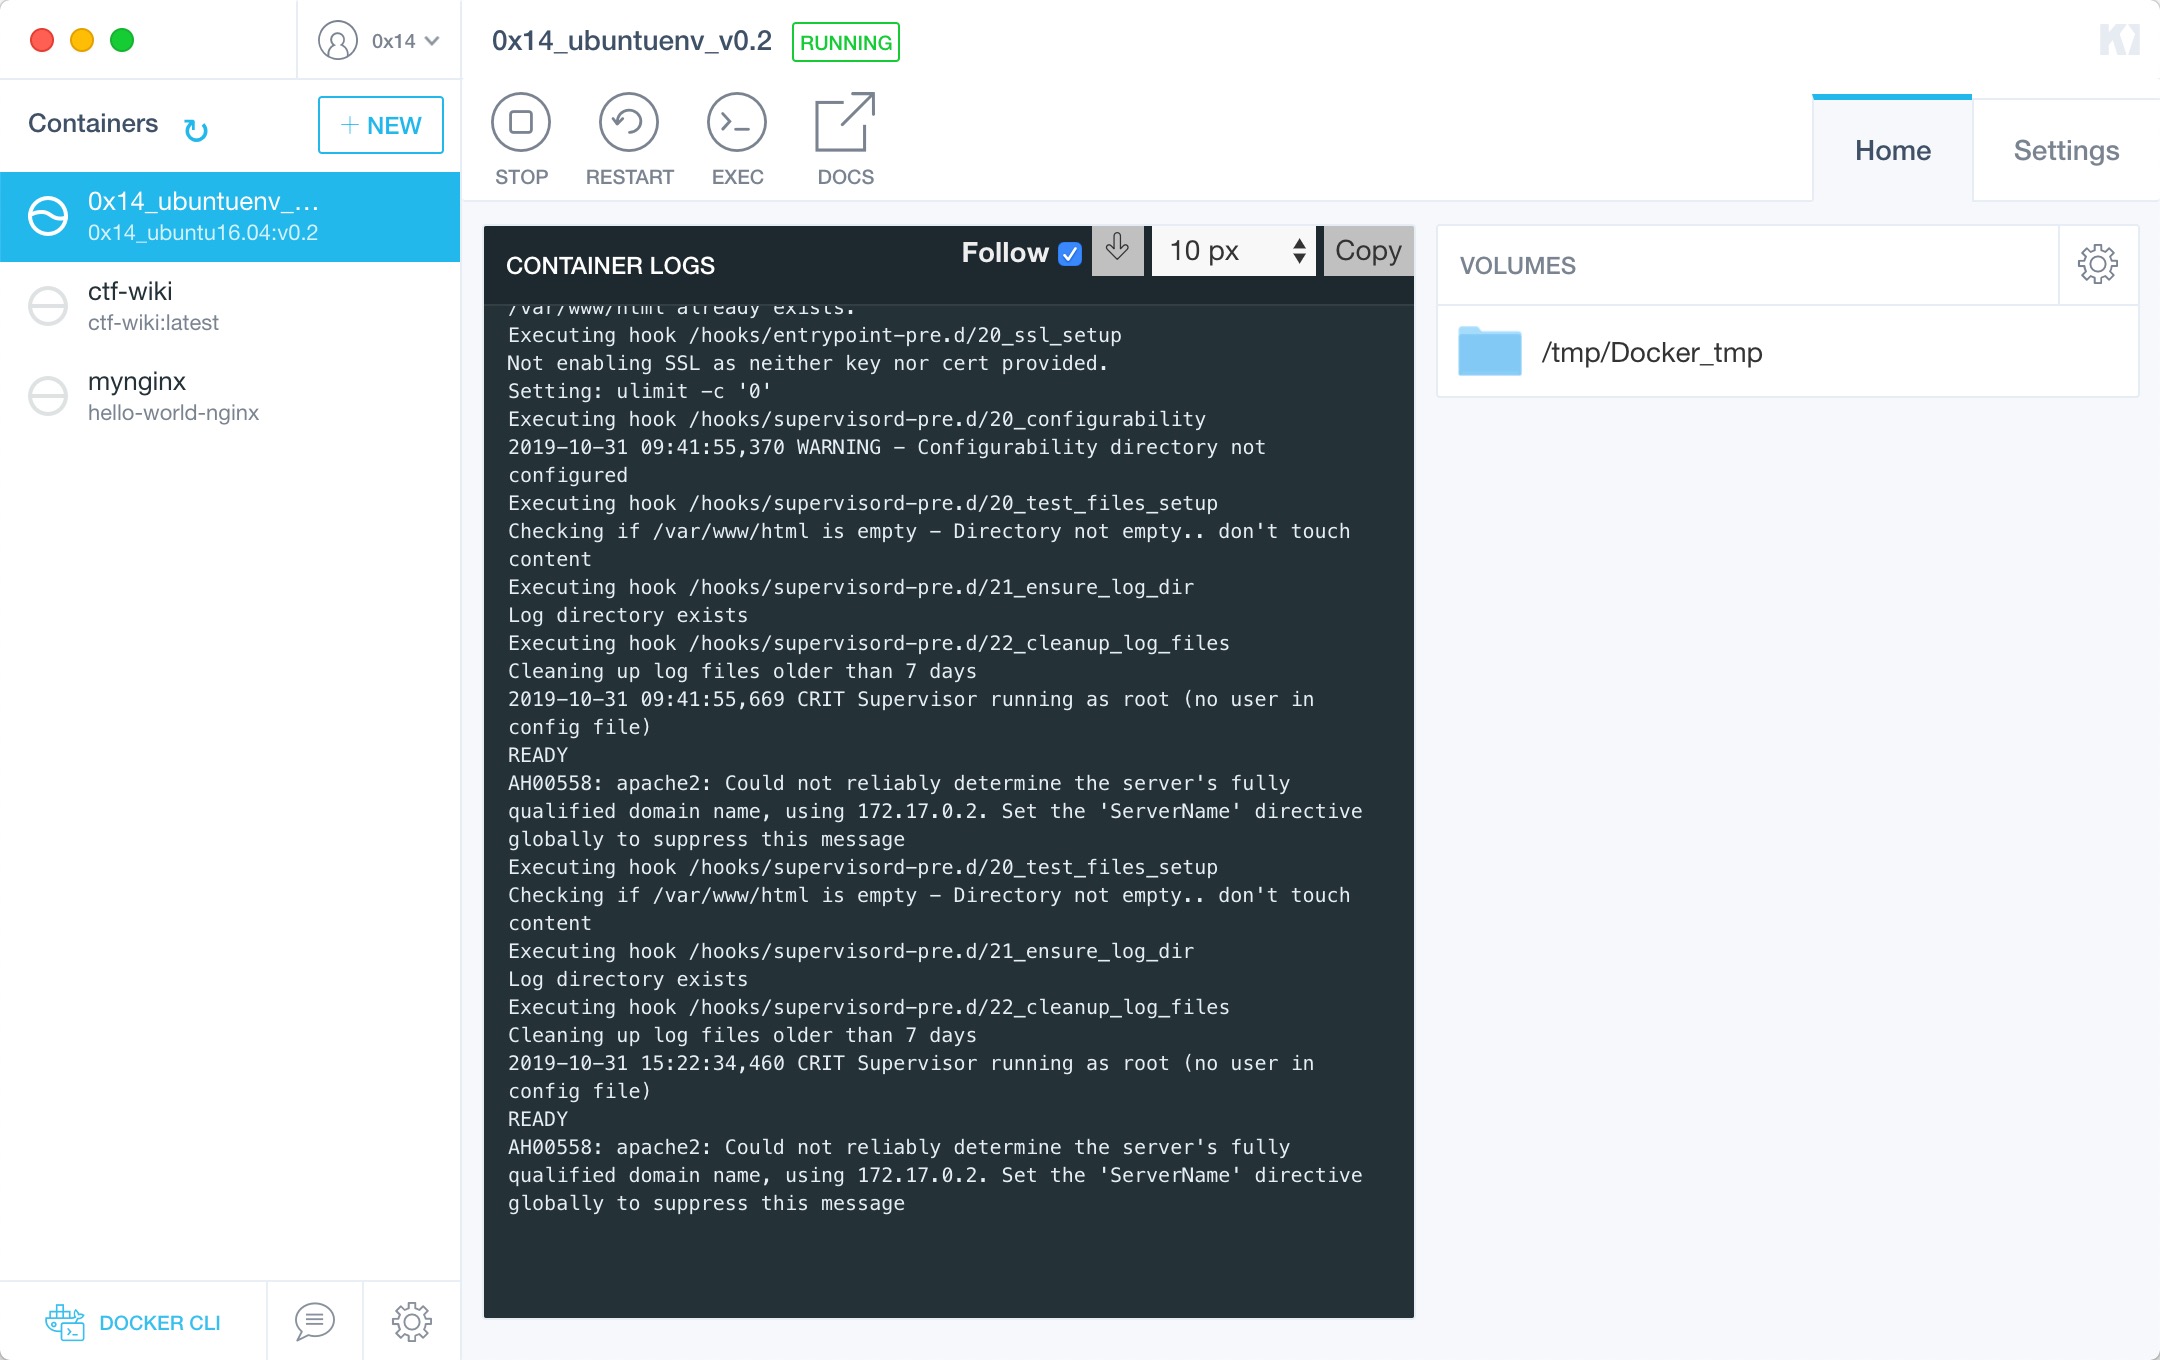 0x14
0x14_ubuntuenv_v0.2
RUNNING
Containers
+ NEW
STOP
RESTART
EXEC
DOCS
Home
Settings
0x14_ubuntuenv_...
0x14_ubuntu16.04:v0.2
ctf-wiki
ctf-wiki:latest
mynginx
hello-world-nginx
CONTAINER LOGS
Follow
10 px
Copy
/var/www/html already exists.
Executing hook /hooks/entrypoint-pre.d/20_ssl_setup
Not enabling SSL as neither key nor cert provided.
Setting: ulimit -c '0'
Executing hook /hooks/supervisord-pre.d/20_configurability
2019-10-31 09:41:55,370 WARNING - Configurability directory not
configured
Executing hook /hooks/supervisord-pre.d/20_test_files_setup
Checking if /var/www/html is empty - Directory not empty.. don't touch
content
Executing hook /hooks/supervisord-pre.d/21_ensure_log_dir
Log directory exists
Executing hook /hooks/supervisord-pre.d/22_cleanup_log_files
Cleaning up log files older than 7 days
2019-10-31 09:41:55,669 CRIT Supervisor running as root (no user in
config file)
READY
AH00558: apache2: Could not reliably determine the server's fully
qualified domain name, using 172.17.0.2. Set the 'ServerName' directive
globally to suppress this message
Executing hook /hooks/supervisord-pre.d/20_test_files_setup
Checking if /var/www/html is empty - Directory not empty.. don't touch
content
Executing hook /hooks/supervisord-pre.d/21_ensure_log_dir
Log directory exists
Executing hook /hooks/supervisord-pre.d/22_cleanup_log_files
Cleaning up log files older than 7 days
2019-10-31 15:22:34,460 CRIT Supervisor running as root (no user in
config file)
READY
AH00558: apache2: Could not reliably determine the server's fully
qualified domain name, using 172.17.0.2. Set the 'ServerName' directive
globally to suppress this message
VOLUMES
/tmp/Docker_tmp
DOCKER CLI